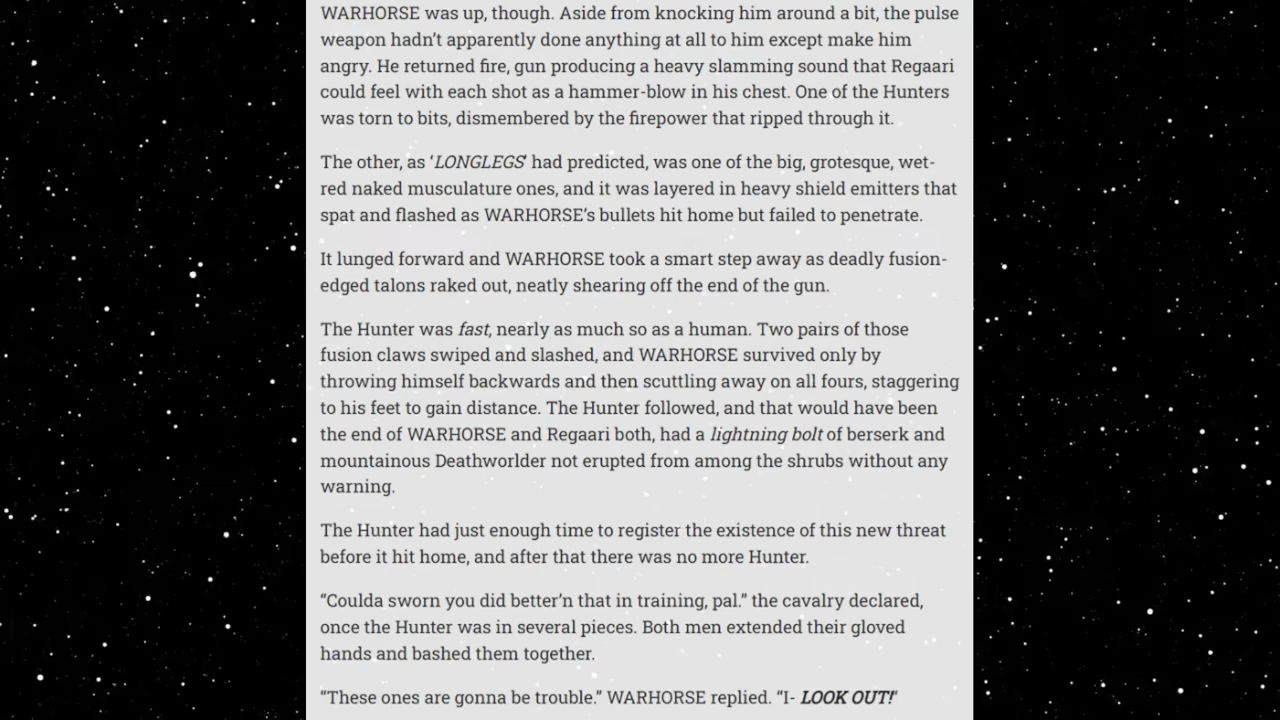 WARHORSE was up, though. Aside from knocking him around a bit, the pulse
weapon hadn’t apparently done anything at all to him except make him
angry. He returned fire, gun producing a heavy slamming sound that Regaari
could feel with each shot as a hammer-blow in his chest. One of the Hunters
was torn to bits, dismembered by the firepower that ripped through it.
The other, as ‘LONGLEGS’ had predicted, was one of the big, grotesque, wet-
red naked musculature ones, and it was layered in heavy shield emitters that
spat and flashed as WARHORSE’s bullets hit home but failed to penetrate.
It lunged forward and WARHORSE took a smart step away as deadly fusion-
edged talons raked out, neatly shearing off the end of the gun.
The Hunter was fast, nearly as much so as a human. Two pairs of those
fusion claws swiped and slashed, and WARHORSE survived only by
throwing himself backwards and then scuttling away on all fours, staggering
to his feet to gain distance. The Hunter followed, and that would have been
the end of WARHORSE and Regaari both, had a lightning bolt of berserk and
mountainous Deathworlder not erupted from among the shrubs without any
warning.
The Hunter had just enough time to register the existence of this new threat
before it hit home, and after that there was no more Hunter.
“Coulda sworn you did better’n that in training, pal.” the cavalry declared,
once the Hunter was in several pieces. Both men extended their gloved
hands and bashed them together.
“These ones are gonna be trouble.” WARHORSE replied. “I- LOOK OUT!”